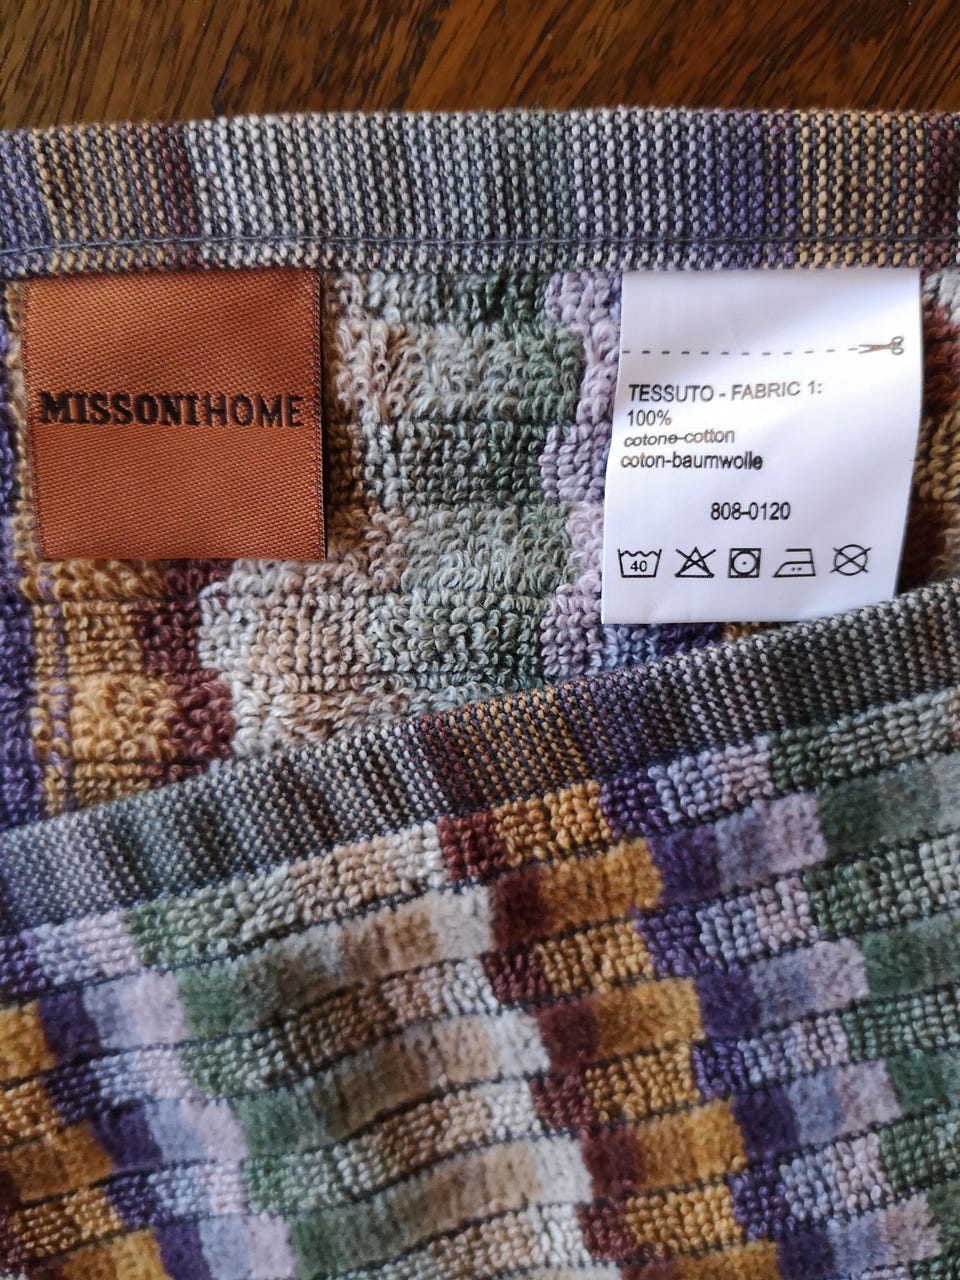 MISSONIHOME
TESSUTO - FABRIC 1:
100%
cotone-cotton
coton-baumwolle
808-0120
40